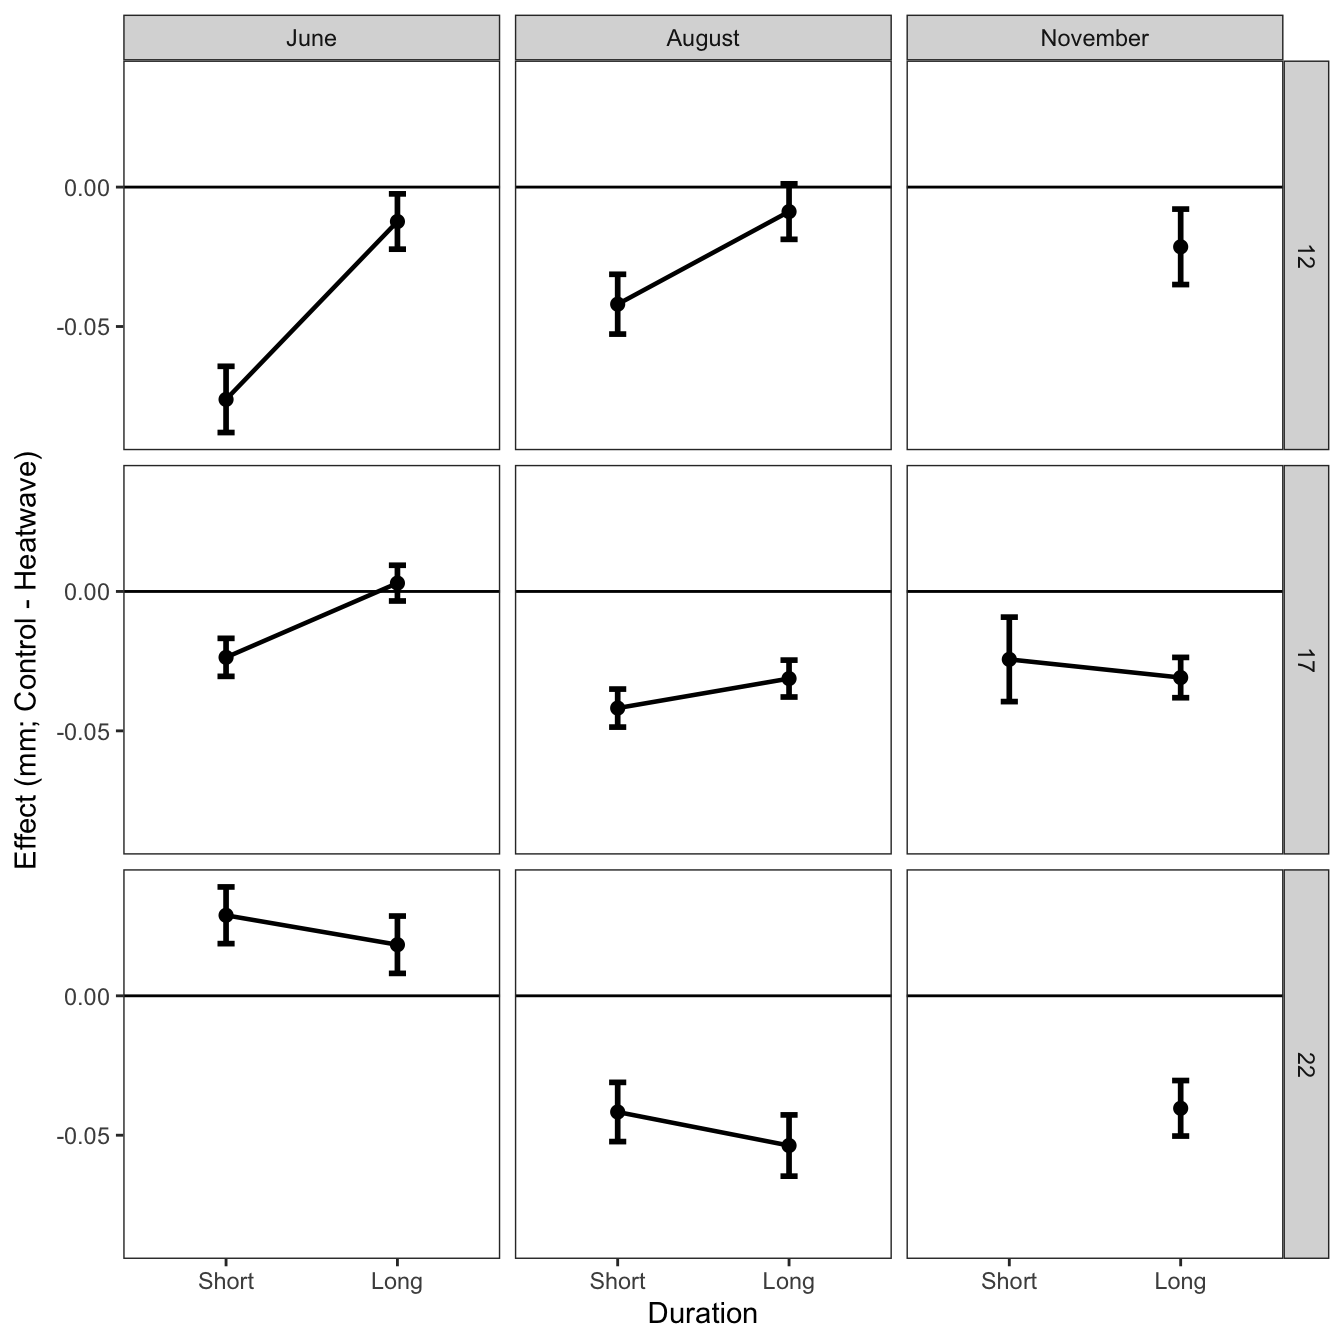 June
August
November
0.00
-0.05
12
0.00
-0.05
17
0.00
-0.05
22
Effect (mm; Control - Heatwave)
Short
Long
Short
Long
Short
Long
Duration